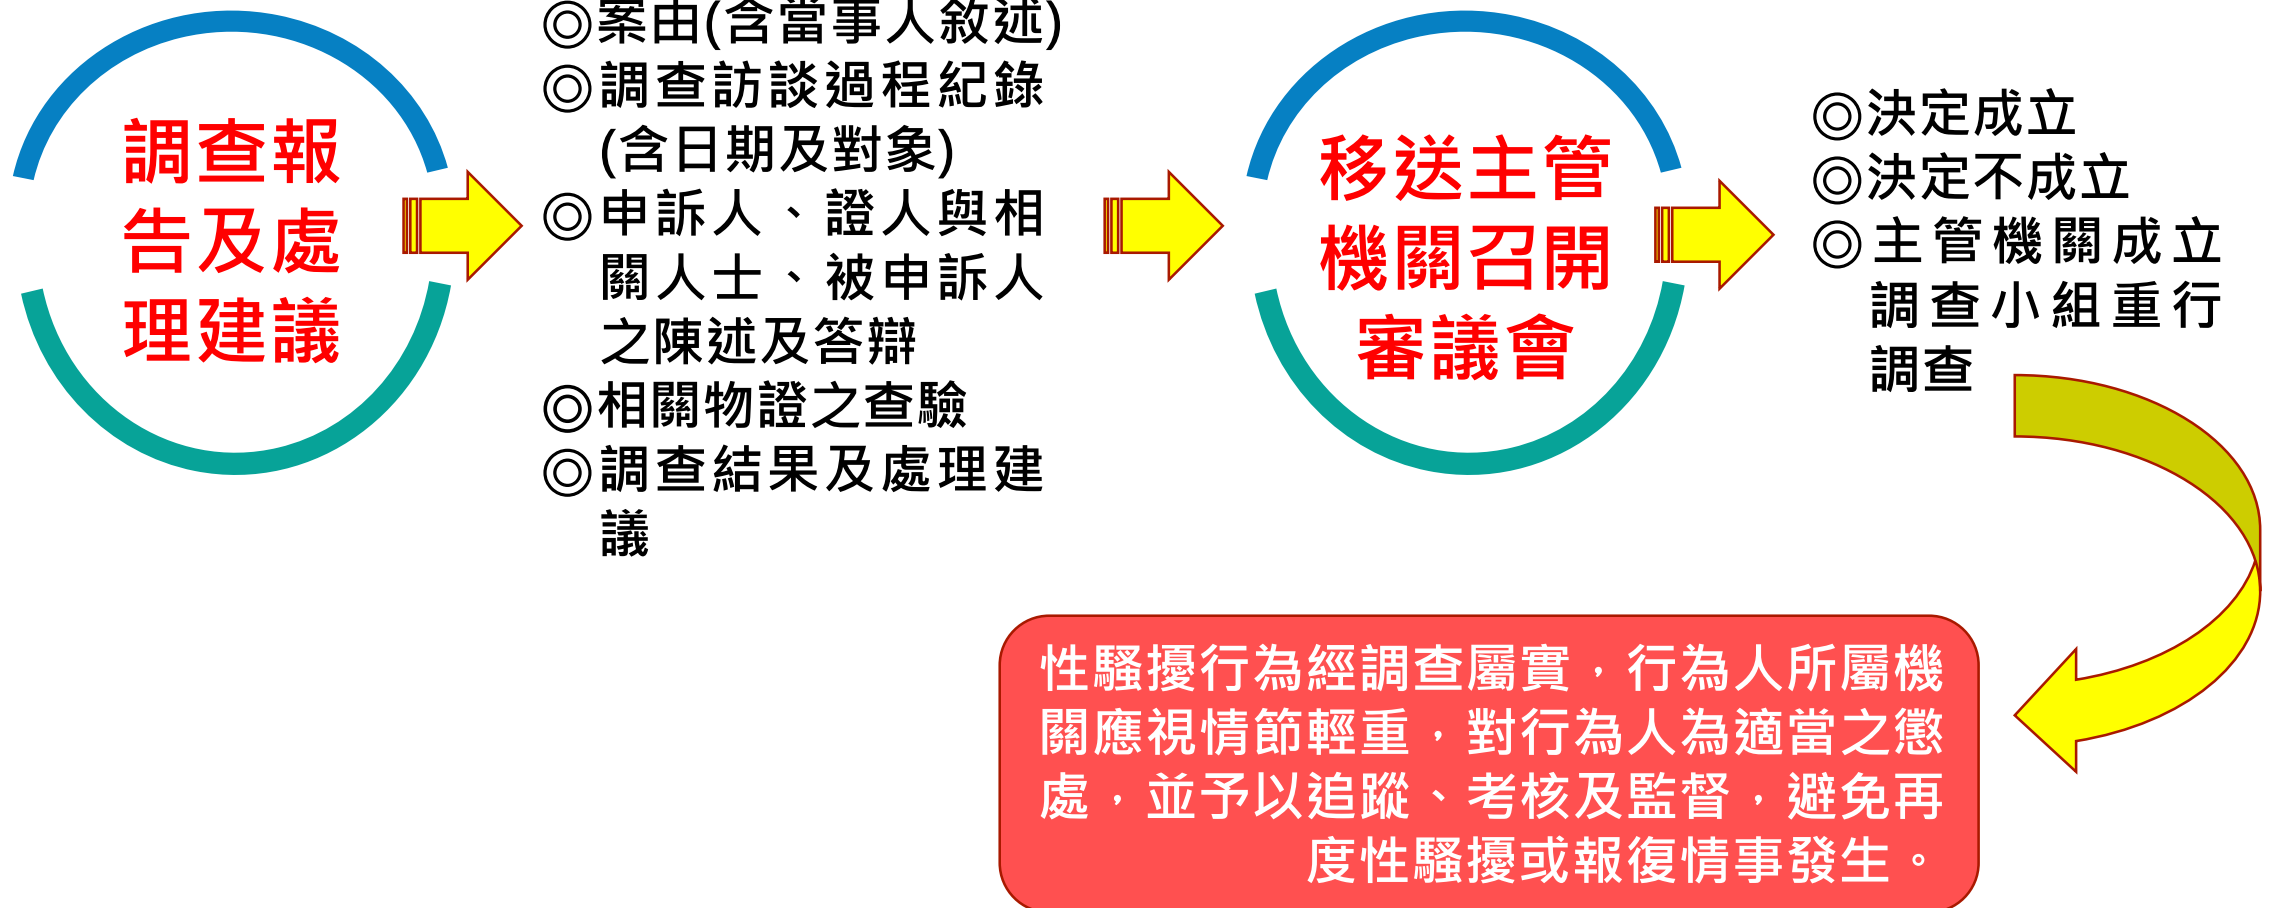 調查報
告及處
理建議
◎案由(含當事人敘述)
◎調查訪談過程紀錄
(含日期及對象)
◎申訴人、證人與相
關人士、被申訴人
之陳述及答辯
◎相關物證之查驗
◎調查結果及處理建
議
移送主管
機關召開
審議會
◎決定成立
◎決定不成立
◎主管機關成立
調查小組重行
調查
性騷擾行為經調查屬實，行為人所屬機
關應視情節輕重，對行為人為適當之懲
處，並予以追蹤、考核及監督，避免再
度性騷擾或報復情事發生。